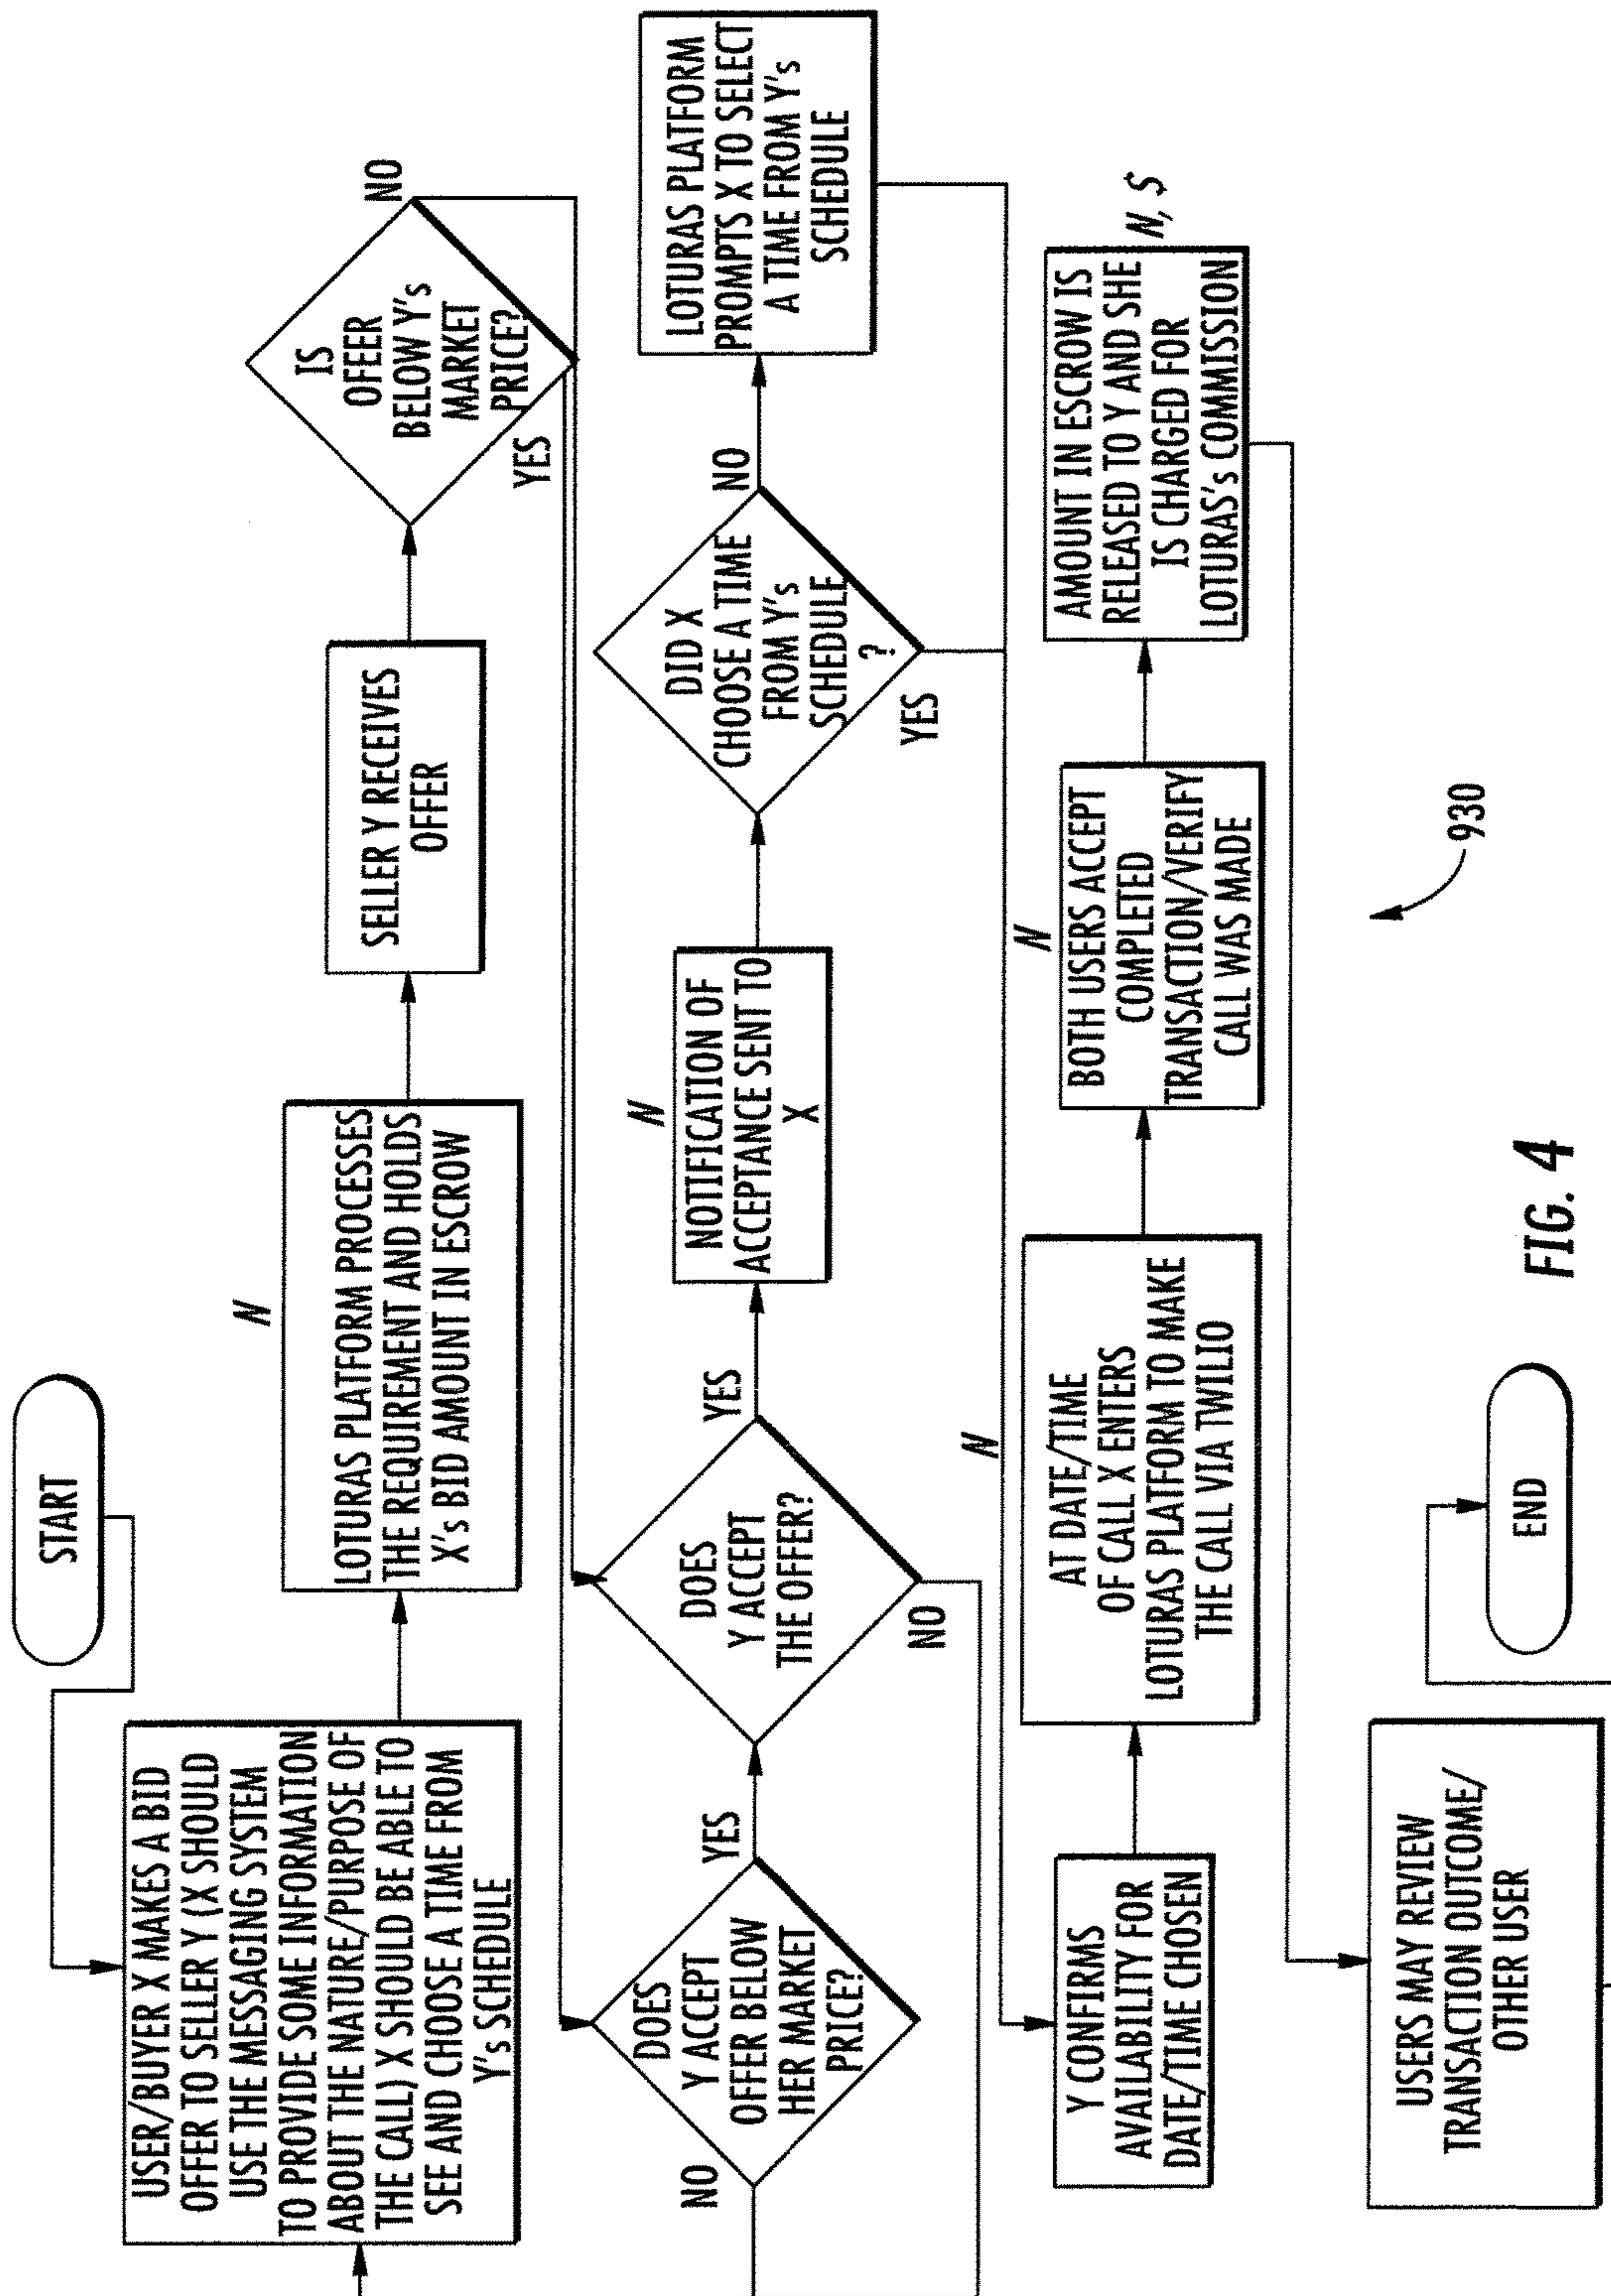 START
USER/BUYER X MAKES A BID
OFFER TO SELLER Y (X SHOULD
USE THE MESSAGING SYSTEM
TO PROVIDE SOME INFORMATION
ABOUT THE NATURE/PURPOSE OF
THE CALL) X SHOULD BE ABLE TO
SEE AND CHOOSE A TIME FROM
Y's SCHEDULE
N
LOTURAS PLATFORM PROCESSES
THE REQUIREMENT AND HOLDS
X's BID AMOUNT IN ESCROW
SELLER Y RECEIVES
OFFER
IS
OFEER
BELOW Y's
MARKET
PRICE?
NO
YES
DOES
Y ACCEPT
OFFER BELOW
HER MARKET
PRICE?
NO
YES
DOES
Y ACCEPT
THE OFFER?
YES
NO
N
NOTIFICATION OF
ACCEPTANCE SENT TO
X
DID X
CHOOSE A TIME
FROM Y's
SCHEDULE
?
NO
YES
LOTURAS PLATFORM
PROMPTS X TO SELECT
A TIME FROM Y's
SCHEDULE
Y CONFIRMS
AVAILABILITY FOR
DATE/TIME CHOSEN
N
AT DATE/TIME
OF CALL X ENTERS
LOTURAS PLATFORM TO MAKE
THE CALL VIA TWILIO
N
BOTH USERS ACCEPT
COMPLETED
TRANSACTION/VERIFY
CALL WAS MADE
AMOUNT IN ESCROW IS
RELEASED TO Y AND SHE
IS CHARGED FOR
LOTURAS's COMMISSION
N, $
USERS MAY REVIEW
TRANSACTION OUTCOME/
OTHER USER
END
930
FIG. 4